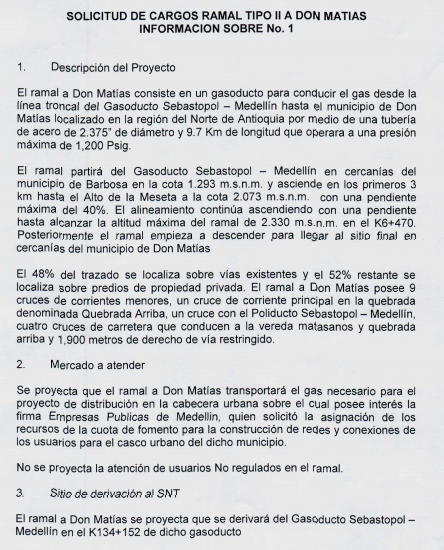 SOLICITUD DE CARGOS RAMAL TIPO II A DON MATIAS
INFORMACION SOBRE No. 1
1. Descripción del Proyecto
El ramal a Don Matías consiste en un gasoducto para conducir el gas desde la
línea troncal del Gasoducto Sebastopol – Medellín hasta el municipio de Don
Matías localizado en la región del Norte de Antioquia por medio de una tubería
de acero de 2.375" de diámetro y 9.7 Km de longitud que operara a una presión
máxima de 1,200 Psig.
El ramal partirá del Gasoducto Sebastopol – Medellín en cercanías del
municipio de Barbosa en la cota 1.293 m.s.n.m. y asciende en los primeros 3
km hasta el Alto de la Meseta a la cota 2.073 m.s.n.m. con una pendiente
máxima del 40%. El alineamiento continúa ascendiendo con una pendiente
hasta alcanzar la altitud máxima del ramal de 2.330 m.s.n.m. en el K6+470.
Posteriormente el ramal empieza a descender para llegar al sitio final en
cercanías del municipio de Don Matías
El 48% del trazado se localiza sobre vías existentes y el 52% restante se
localiza sobre predios de propiedad privada. El ramal a Don Matías posee 9
cruces de corrientes menores, un cruce de corriente principal en la quebrada
denominada Quebrada Arriba, un cruce con el Poliducto Sebastopol – Medellín,
cuatro cruces de carretera que conducen a la vereda matasanos y quebrada
arriba y 1,900 metros de derecho de vía restringido.
2. Mercado a atender
Se proyecta que el ramal a Don Matías transportará el gas necesario para el
proyecto de distribución en la cabecera urbana sobre el cual posee interés la
firma Empresas Publicas de Medellin, quien solicitó la asignación de los
recursos de la cuota de fomento para la construcción de redes y conexiones de
los usuarios para el casco urbano del dicho municipio.
No se proyecta la atención de usuarios No regulados en el ramal.
3. Sitio de derivación al SNT
El ramal a Don Matías se proyecta que se derivará del Gasoducto Sebastopol –
Medellín en el K134+152 de dicho gasoducto